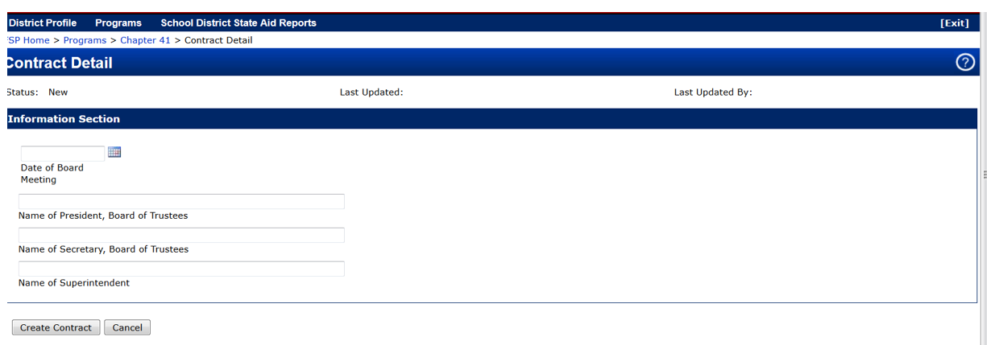 District Profile Programs School District State Aid Reports [Exit]
SP Home > Programs > Chapter 41 > Contract Detail
Contract Detail ?
Status: New Last Updated: Last Updated By:
Information Section
Date of Board
Meeting
Name of President, Board of Trustees
Name of Secretary, Board of Trustees
Name of Superintendent
Create Contract Cancel